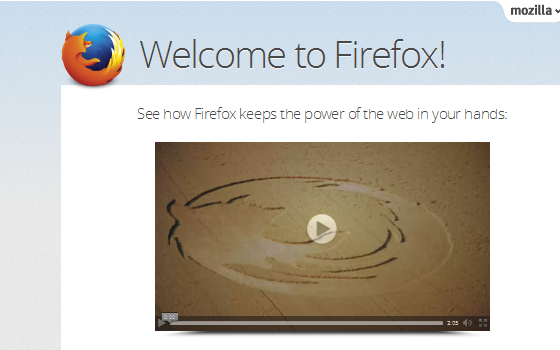 mozilla
Welcome to Firefox!
See how Firefox keeps the power of the web in your hands:
0:00
2:05